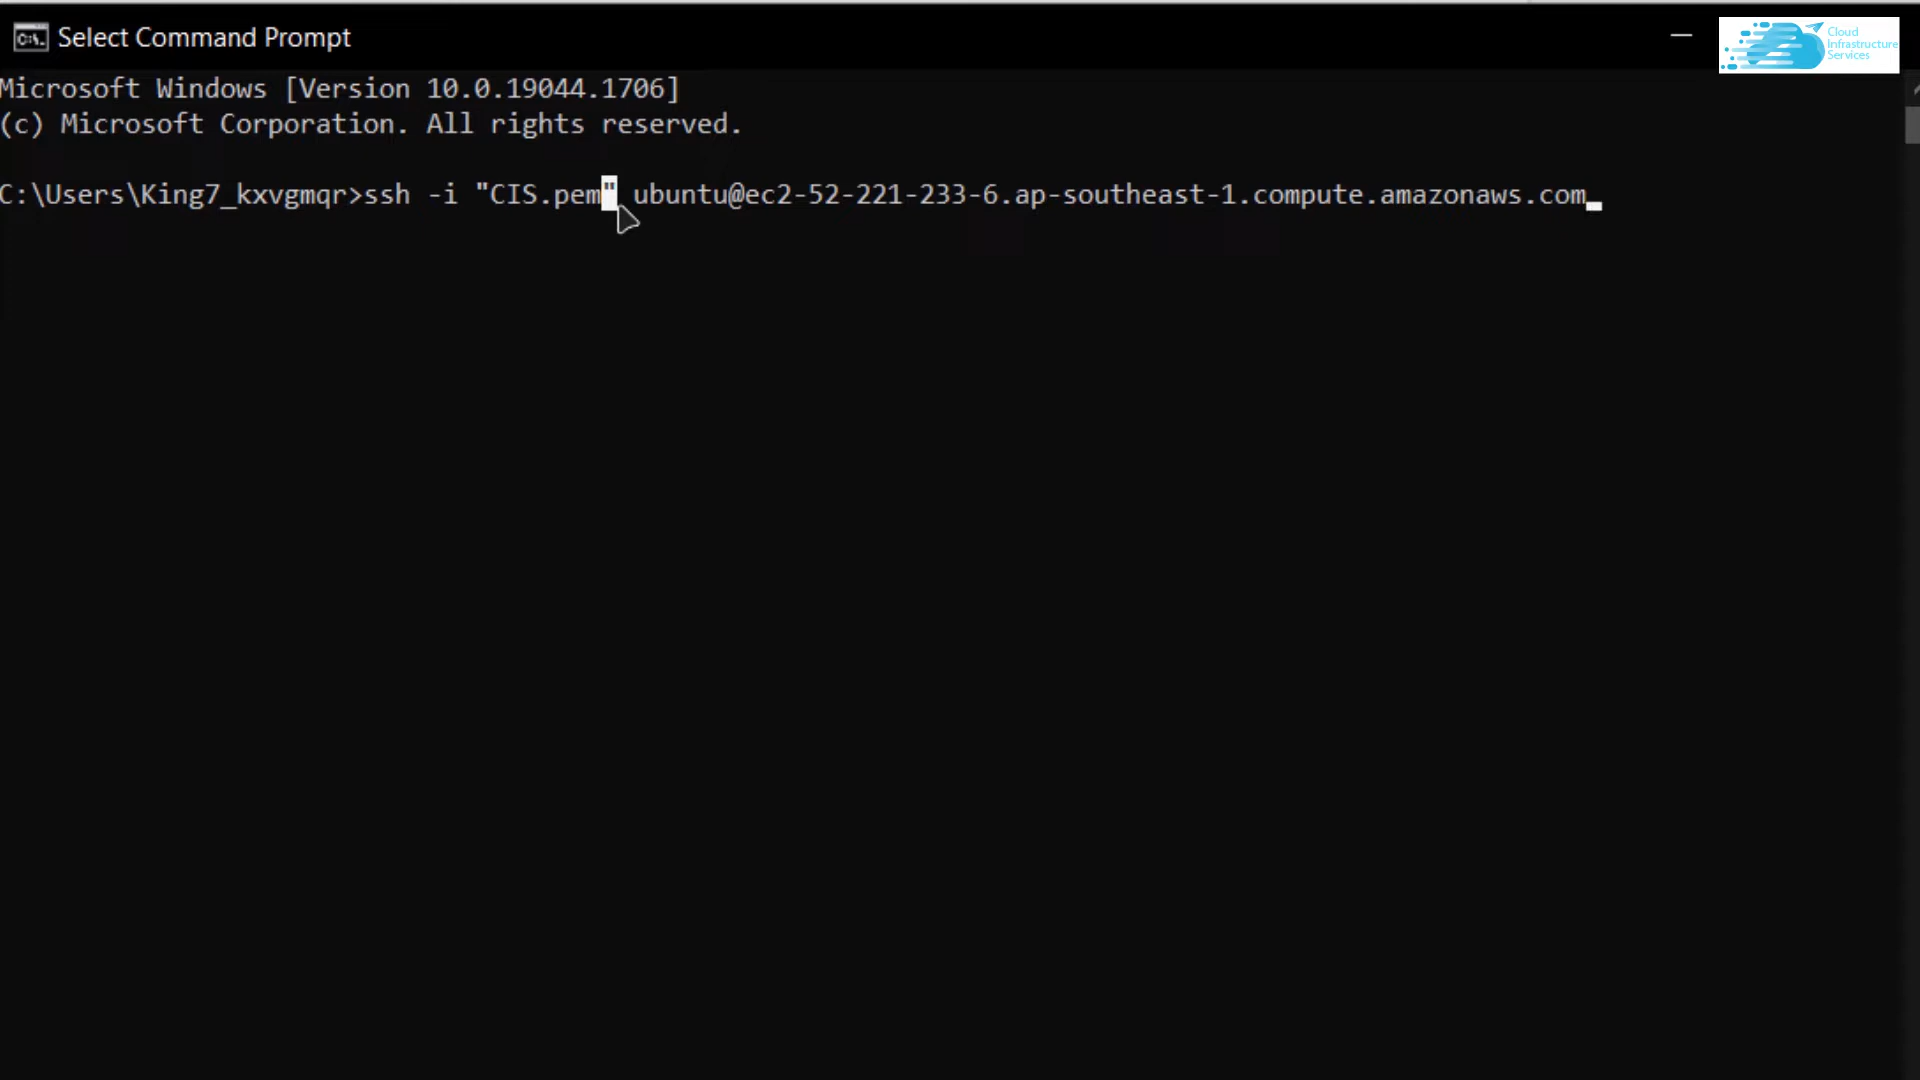 C:\. Select Command Prompt
Cloud
Infrastructure
Services
Microsoft Windows [Version 10.0.19044.1706]
(c) Microsoft Corporation. All rights reserved.
C:\Users\King7_kxvgmqr>ssh -i "CIS.pem" ubuntu@ec2-52-221-233-6.ap-southeast-1.compute.amazonaws.com